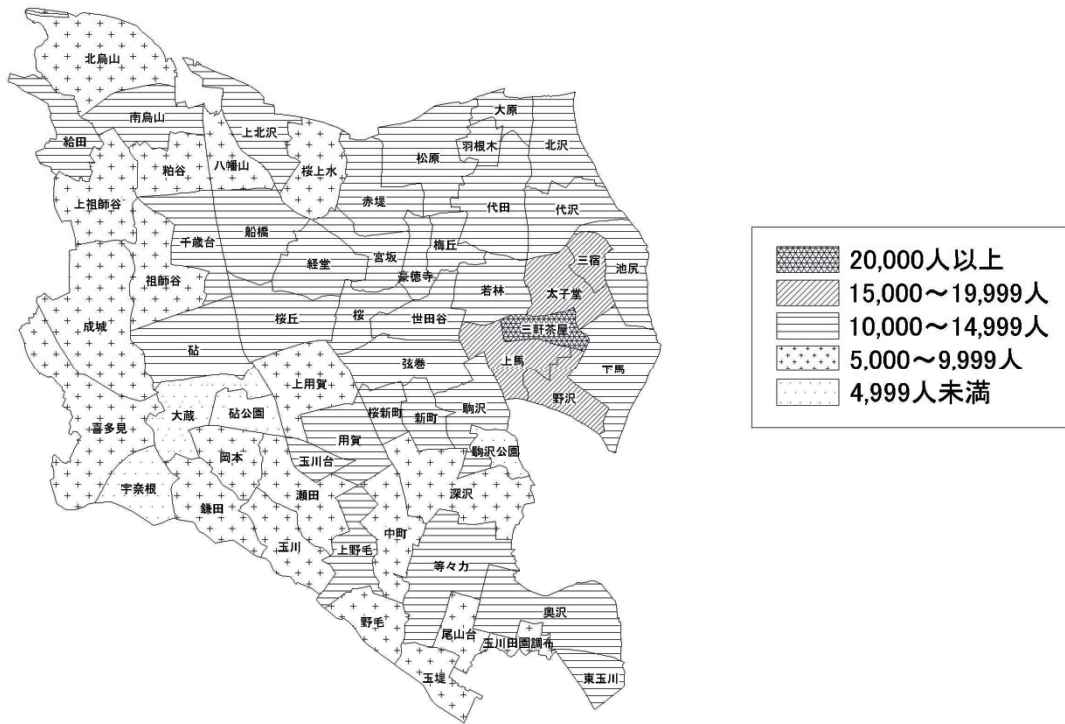 北烏山
南烏山
給田
上北沢
八幡山
粕谷
桜上水
上祖師谷
大原
羽根木
松原
北沢
赤堤
代田
代沢
千歳台
船橋
経堂
宮坂
梅丘
豪徳寺
三宿
池尻
祖師谷
若林
太子堂
成城
桜丘
桜
世田谷
三軒茶屋
砧
弦巻
上馬
下馬
上用賀
野沢
大蔵
砧公園
桜新町
新町
駒沢
喜多見
用賀
岡本
玉川台
駒沢公園
宇奈根
瀬田
深沢
鎌田
中町
玉川
上野毛
等々力
奥沢
野毛
尾山台
玉川田園調布
玉堤
東玉川
20,000人以上
15,000～19,999人
10,000～14,999人
5,000～9,999人
4,999人未満